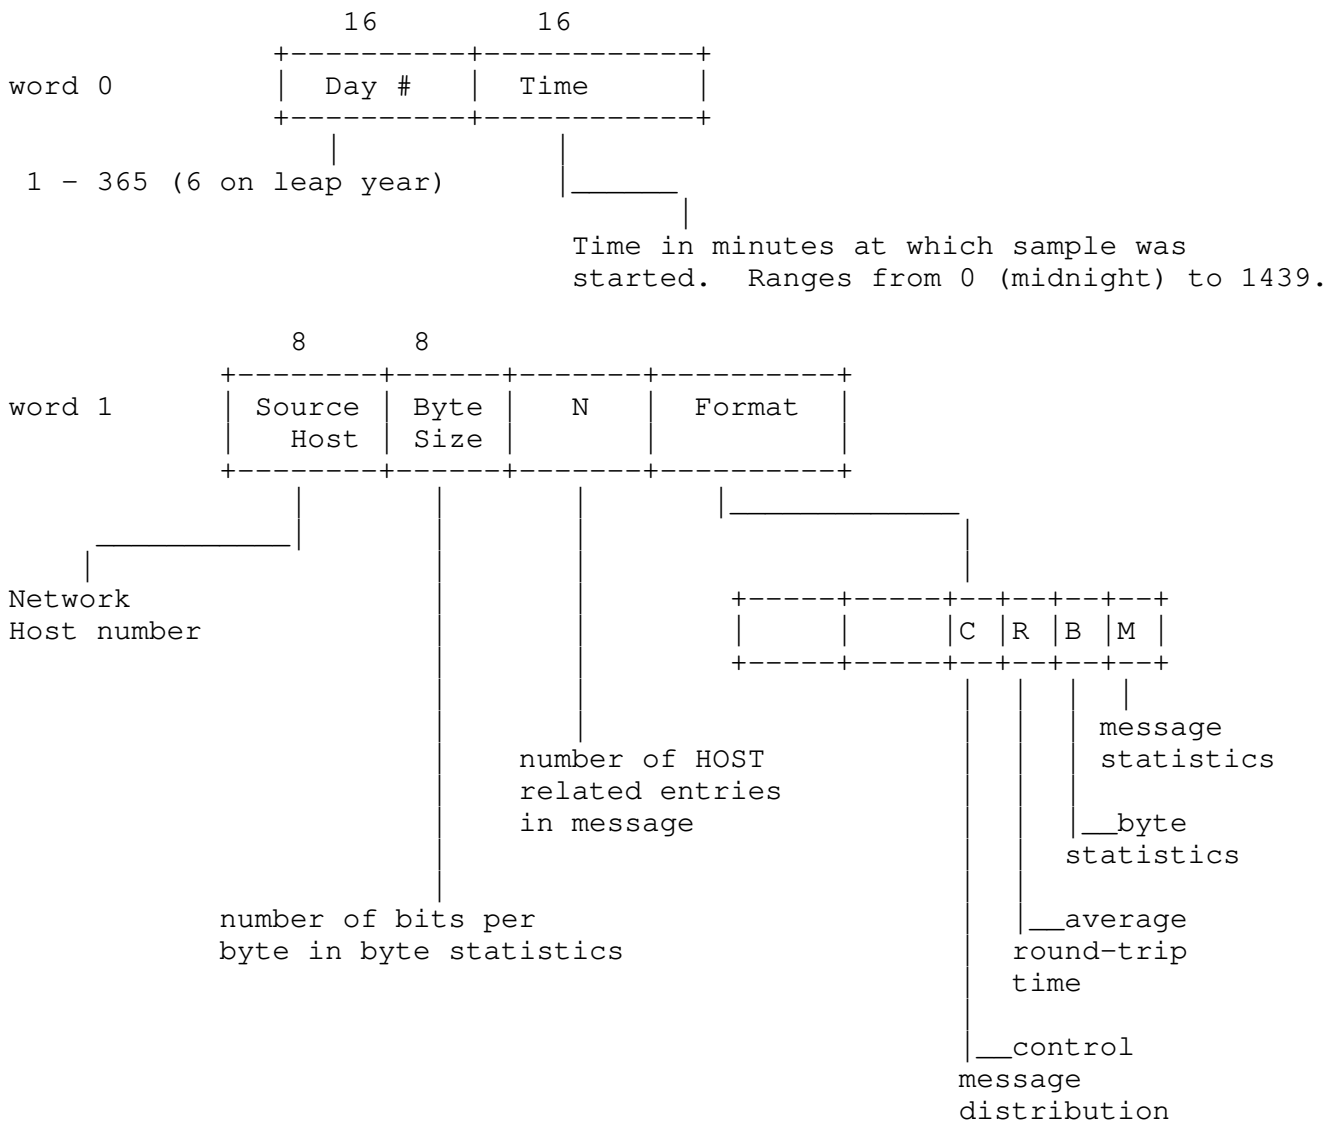 16 16
word 0 Day # Time
1 - 365 (6 on leap year)
Time in minutes at which sample was
started. Ranges from 0 (midnight) to 1439.
8 8
word 1 Source Byte N Format
Host Size
Network
Host number C R B M
message
number of HOST statistics
related entries
in message byte
statistics
number of bits per average
byte in byte statistics round-trip
time
control
message
distribution